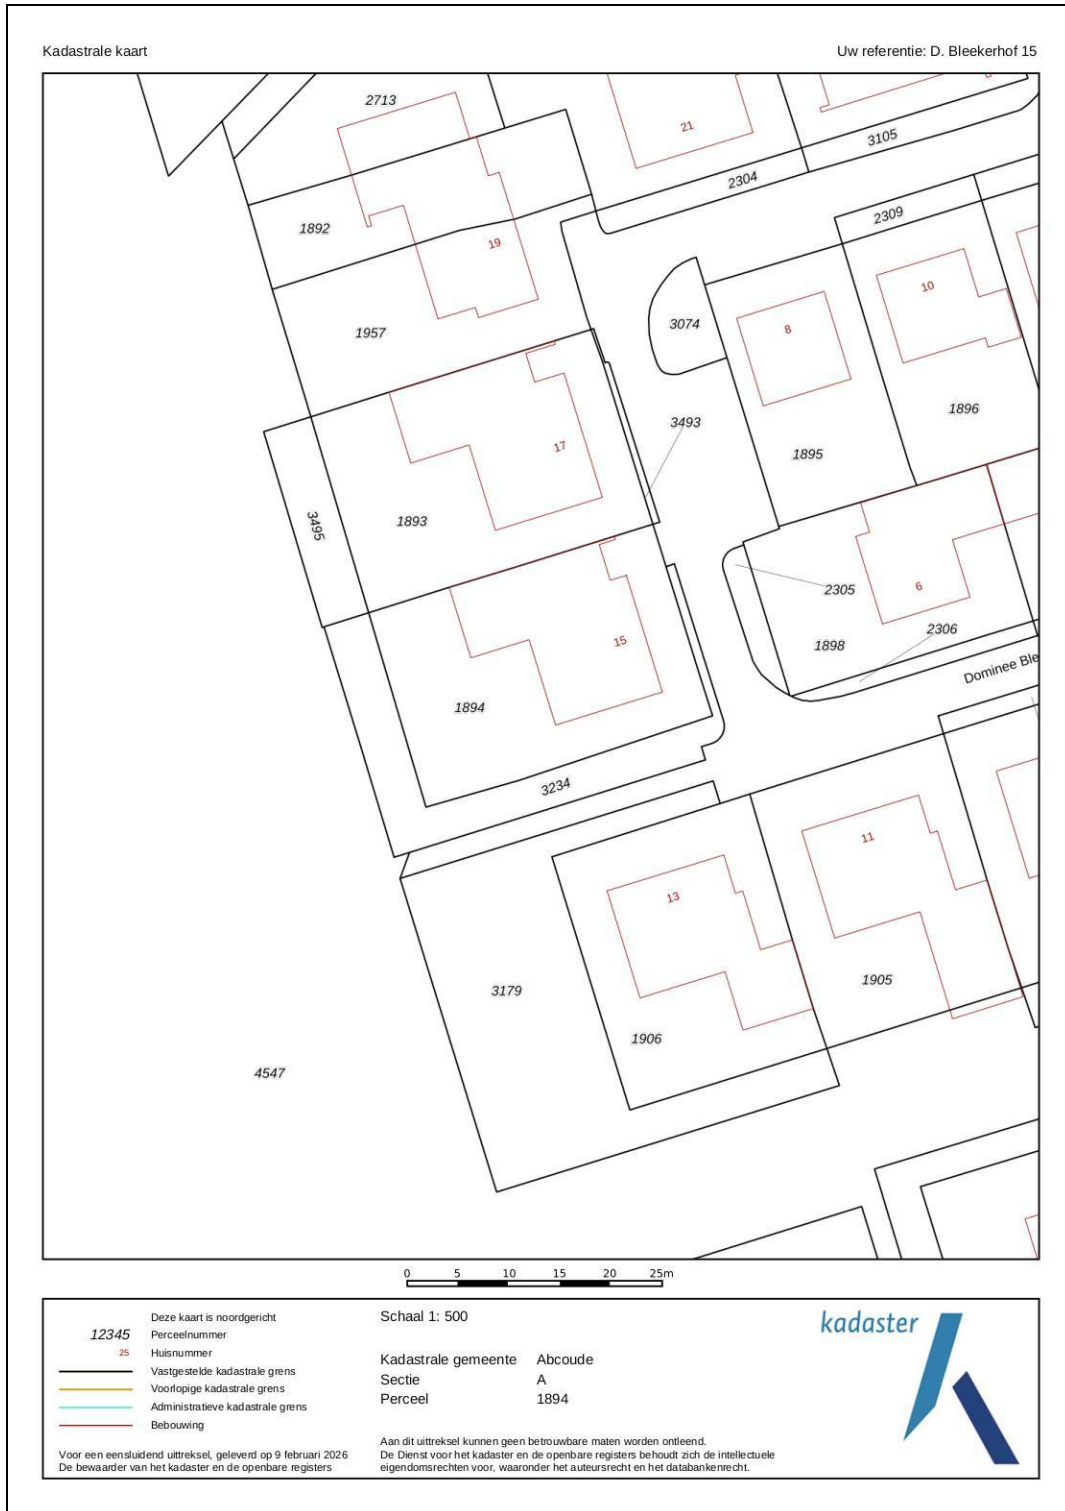 Kadastrale kaart
Uw referentie: D. Bleekerhof 15
2713
21
3105
2304
2309
1892
19
10
3074
8
1957
1896
3493
17
1895
1893
3495
6
2305
2306
15
1898
Dominee Ble
1894
3234
11
13
1905
3179
1906
4547
0 5 10 15 20 25m
Deze kaart is noordgericht
12345 Perceelnummer
25 Huisnummer
Vastgestelde kadastrale grens
Voorlopige kadastrale grens
Administratieve kadastrale grens
Bebouwing
Voor een eensluidend uittreksel, geleverd op 9 februari 2026
De bewaarder van het kadaster en de openbare registers
Schaal 1: 500
Kadastrale gemeente Abcoude
Sectie A
Perceel 1894
Aan dit uittreksel kunnen geen betrouwbare maten worden ontleend.
De Dienst voor het kadaster en de openbare registers behoudt zich de intellectuele
eigendomsrechten voor, waaronder het auteursrecht en het databankenrecht.
kadaster